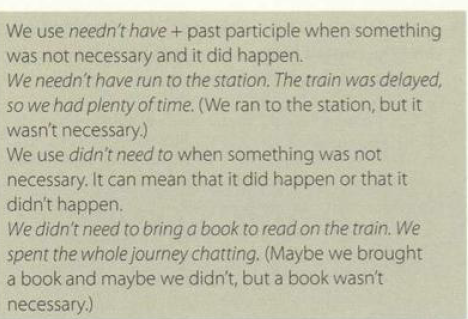 We use needn't have + past participle when something
was not necessary and it did happen.
We needn't have run to the station. The train was delayed,
so we had plenty of time. (We ran to the station, but it
wasn't necessary.)
We use didn't need to when something was not
necessary. It can mean that it did happen or that it
didn't happen.
We didn't need to bring a book to read on the train. We
spent the whole journey chatting. (Maybe we brought
a book and maybe we didn't, but a book wasn't
necessary.)